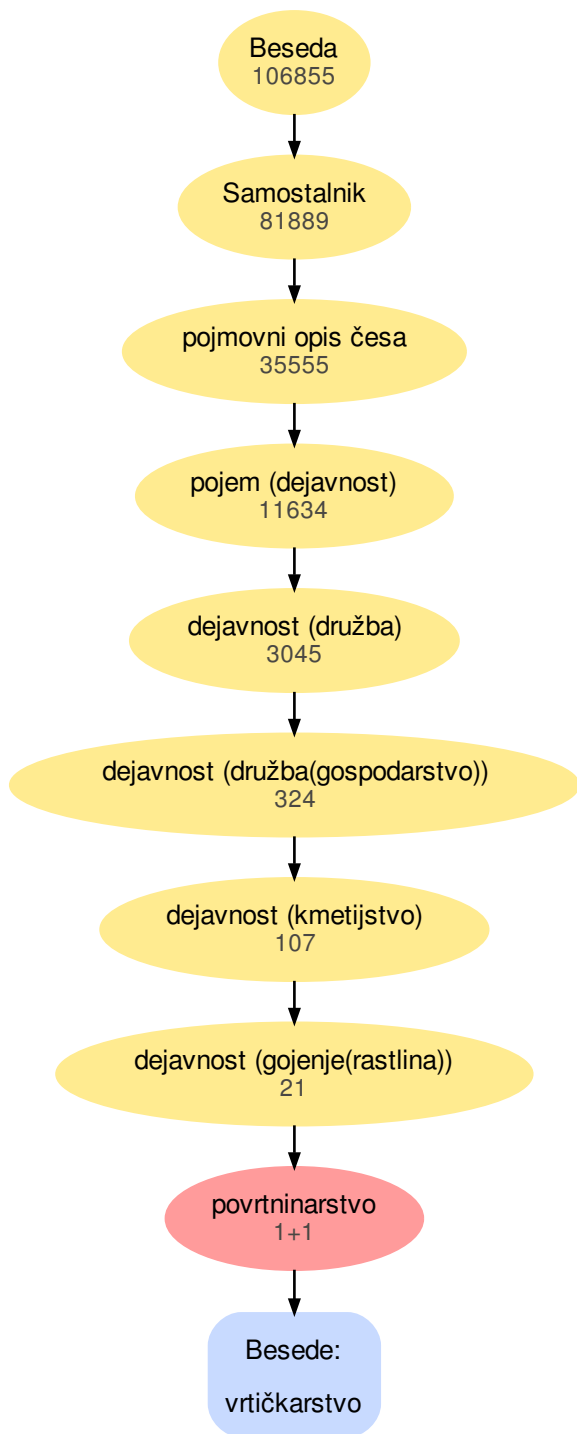 Beseda
106855
Samostalnik
81889
pojmovni opis česa
35555
pojem (dejavnost)
11634
dejavnost (družba)
3045
dejavnost (družba(gospodarstvo))
324
dejavnost (kmetijstvo)
107
dejavnost (gojenje(rastlina))
21
povrtninarstvo
1+1
Besede:
vrtičkarstvo